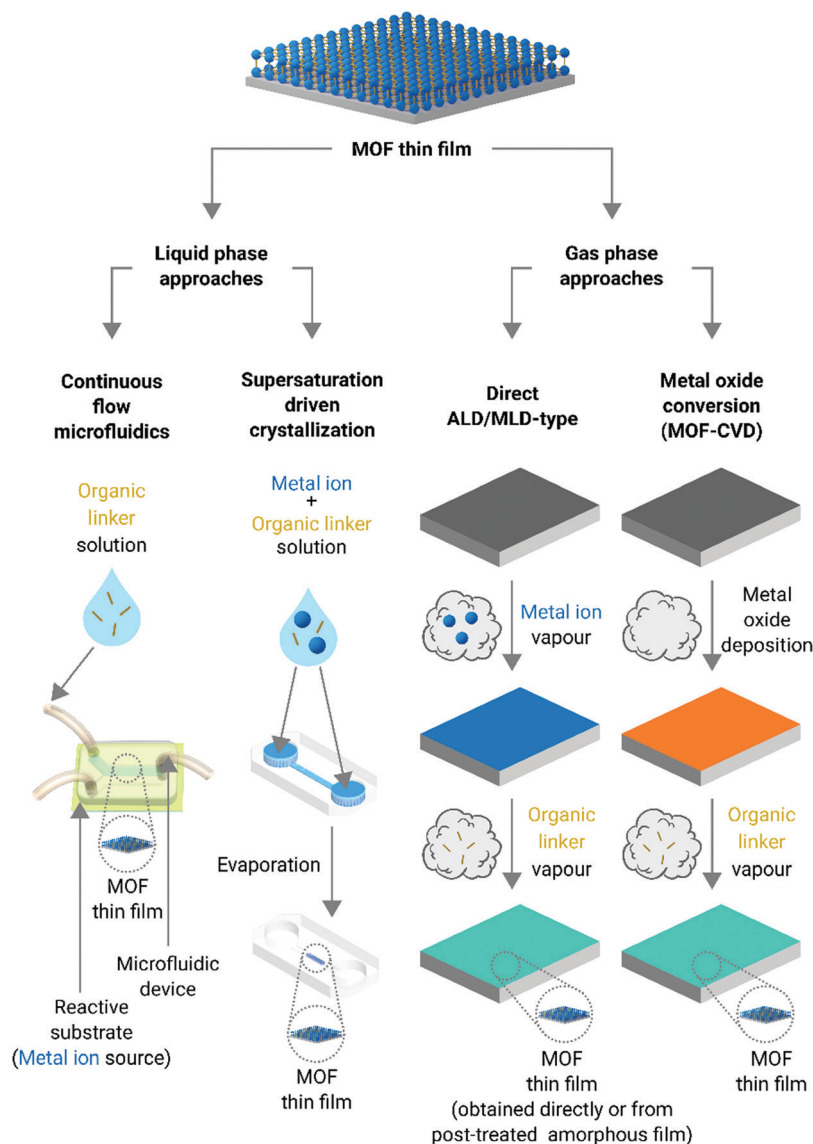 MOF thin film
Liquid phase
approaches
Gas phase
approaches
Continuous
flow
microfluidics
Organic
linker
solution
MOF
thin film
Microfluidic
device
Reactive
substrate
(Metal ion source)
Supersaturation
driven
crystallization
Metal ion
+
Organic linker
solution
Evaporation
MOF
thin film
Direct
ALD/MLD-type
Metal ion
vapour
Organic
linker
vapour
MOF
thin film
(obtained directly or from
post-treated amorphous film)
Metal oxide
conversion
(MOF-CVD)
Metal
oxide
deposition
Organic
linker
vapour
MOF
thin film